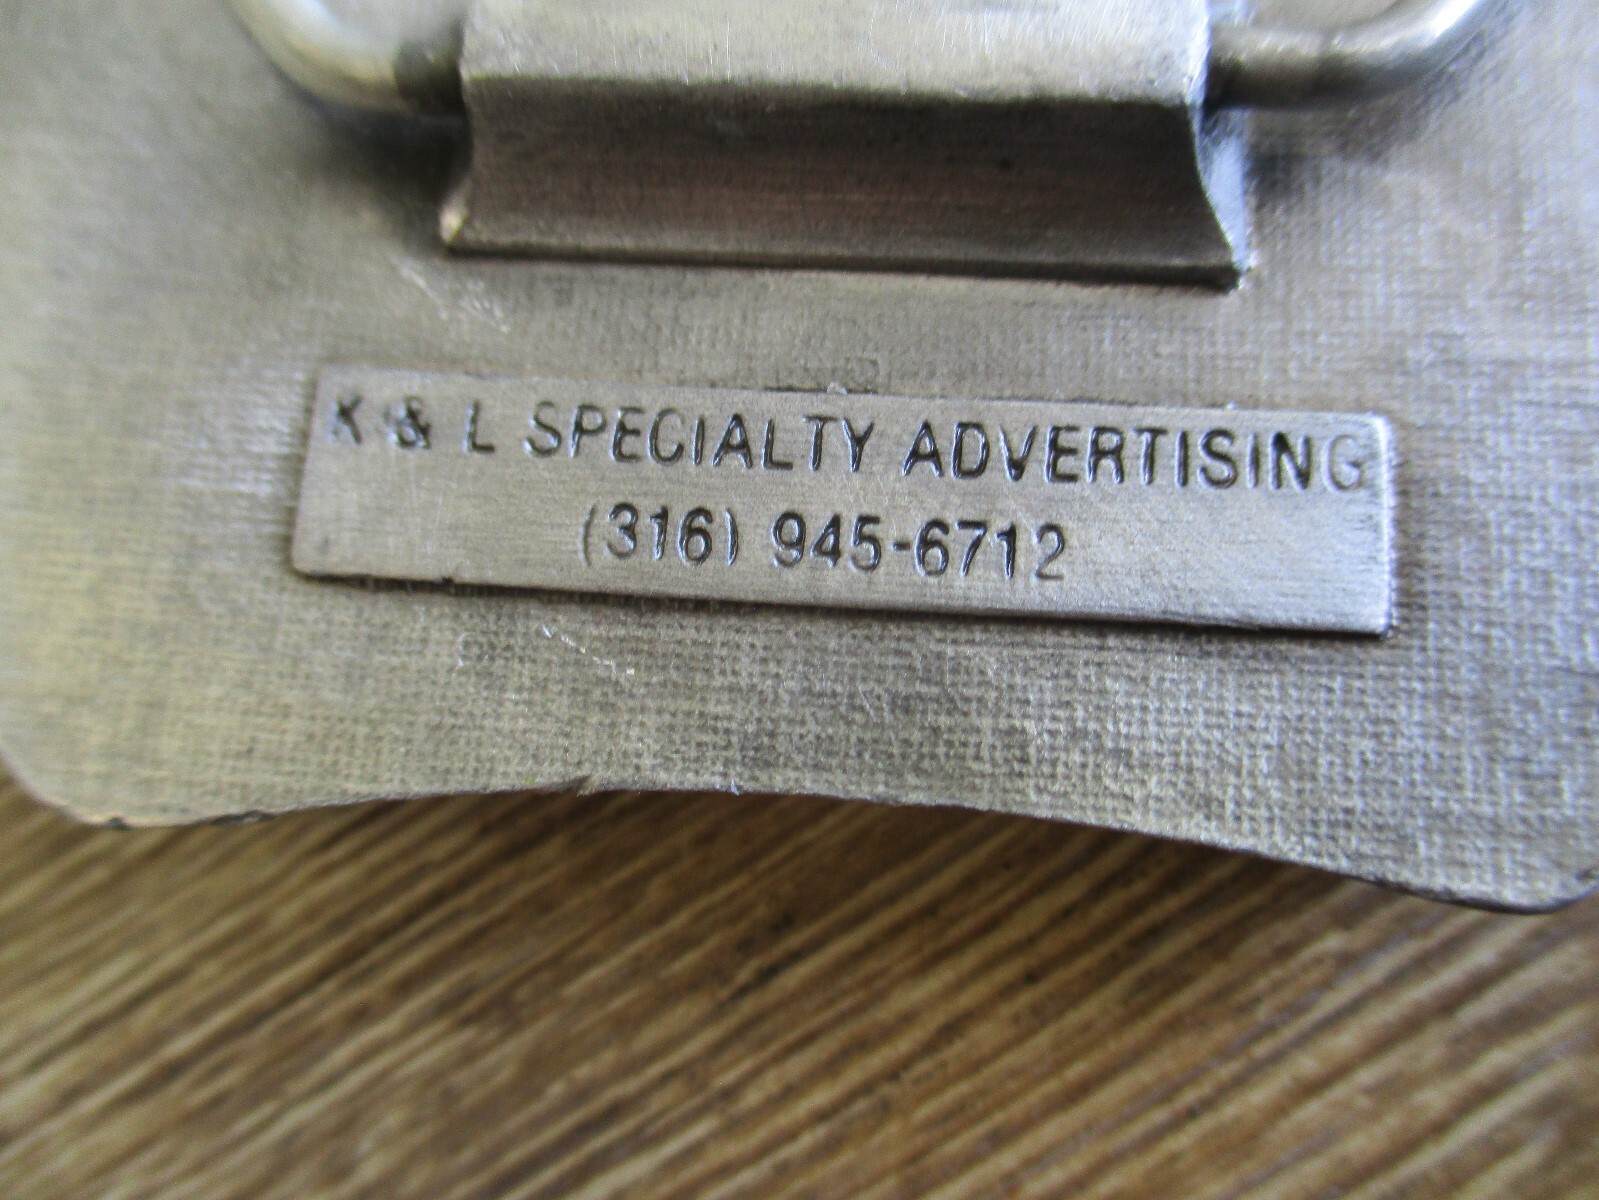 K & L SPECIALTY ADVERTISING
(316) 945-6712